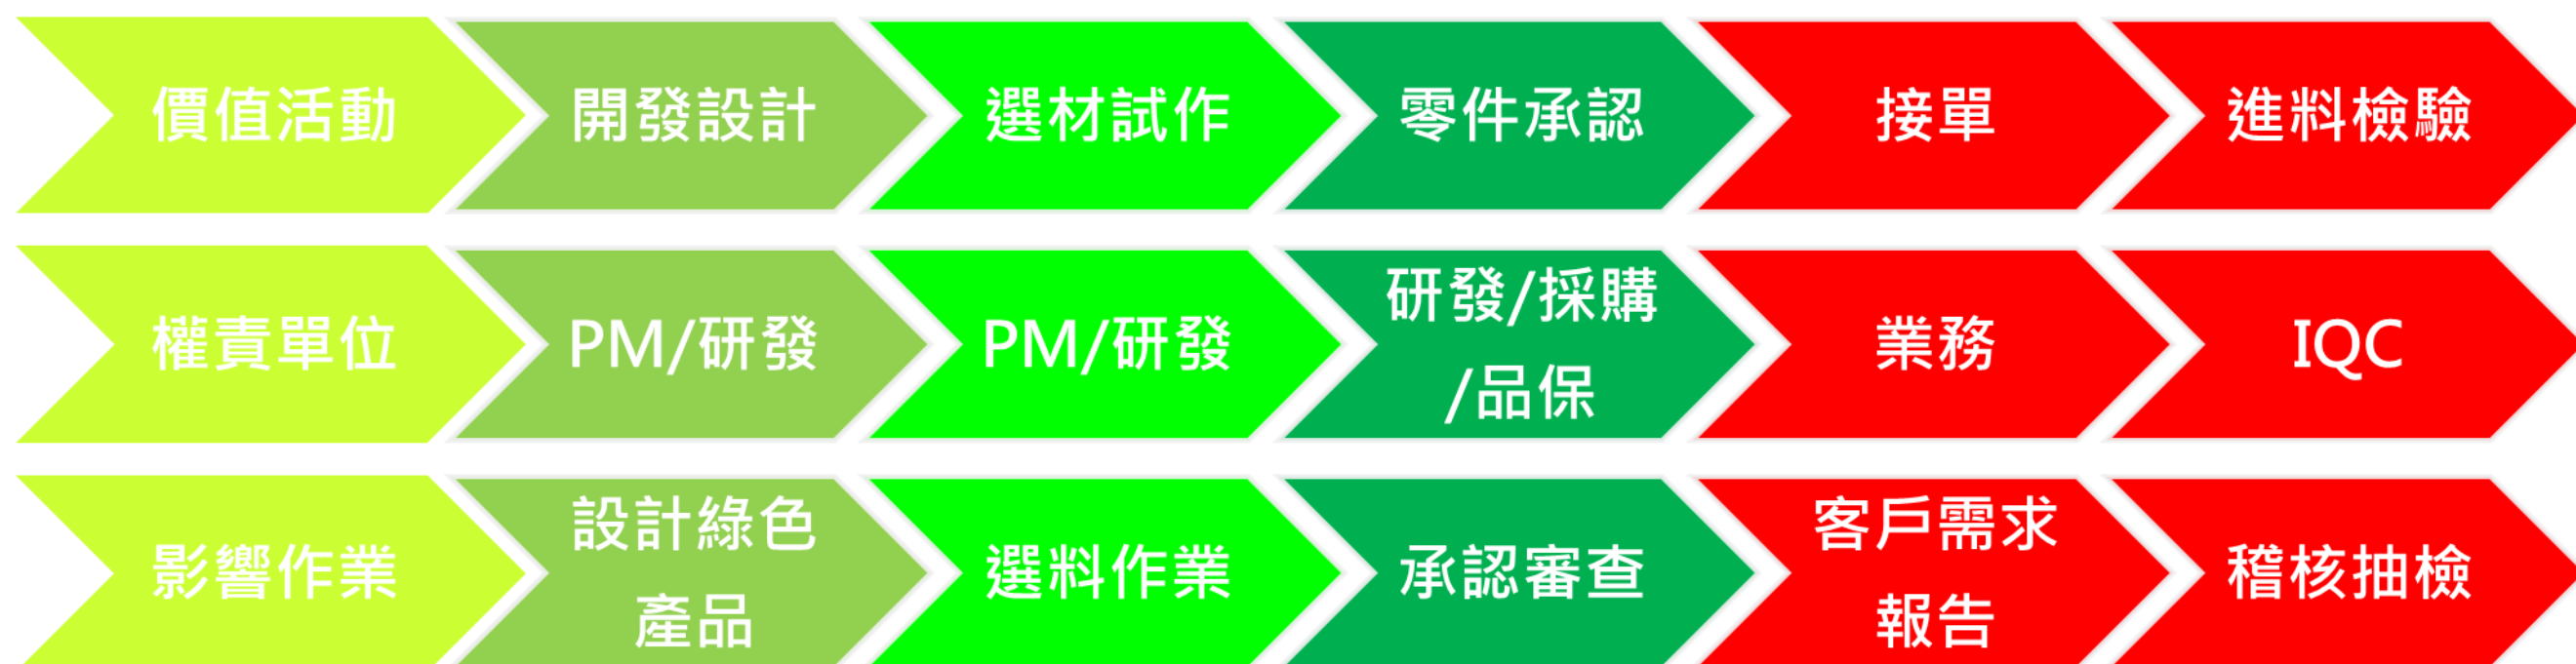 價值活動
開發設計
選材試作
零件承認
接單
進料檢驗
權責單位
PM/研發
PM/研發
研發/採購
/品保
業務
IQC
影響作業
設計綠色
產品
選料作業
承認審查
客戶需求
報告
稽核抽檢